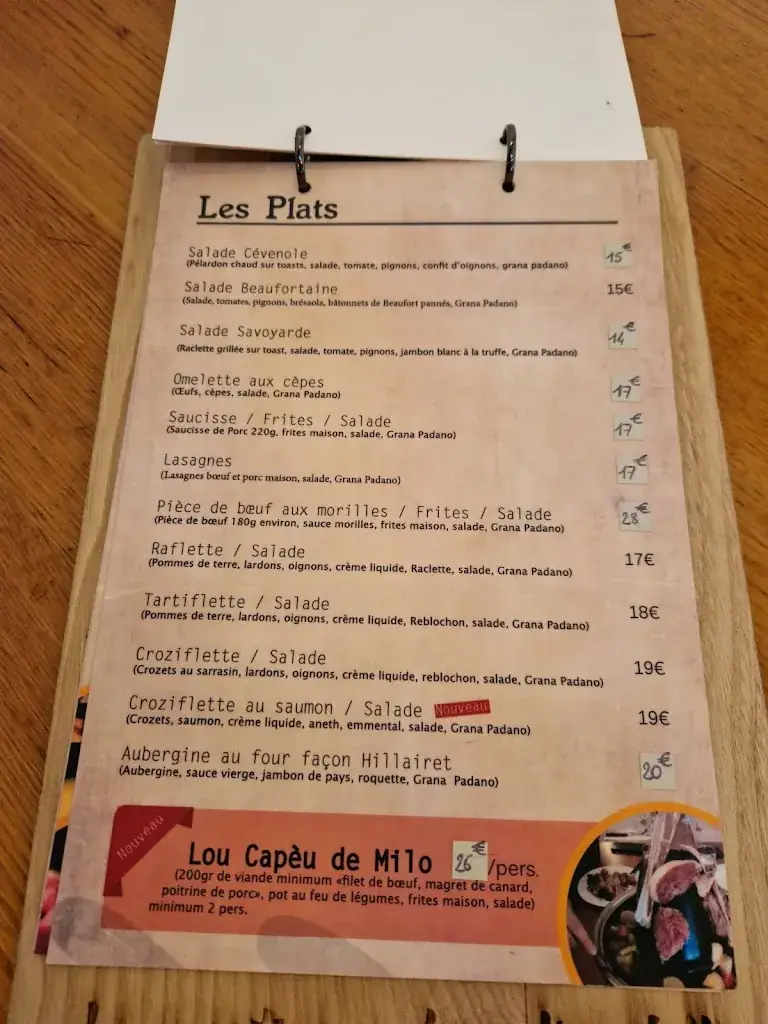 Les Plats
Salade Cévenole 15€
(Pélardon chaud sur toasts, salade, tomate, pignons, confit d'oignons, grana padano)
Salade Beaufortaine 15€
(Salade, tomates, pignons, brésaola, bâtonnets de Beaufort pannés, Grana Padano)
Salade Savoyarde 14€
(Raclette grillée sur toast, salade, tomate, pignons, jambon blanc à la truffe, Grana Padano)
Omelette aux cèpes 17€
(Œufs, cèpes, salade, Grana Padano)
Saucisse / Frites / Salade 17€
(Saucisse de Porc 220g, frites maison, salade, Grana Padano)
Lasagnes 17€
(Lasagnes bœuf et porc maison, salade, Grana Padano)
Pièce de bœuf aux morilles / Frites / Salade 28€
(Pièce de bœuf 180g environ, sauce morilles, frites maison, salade, Grana Padano)
Raflette / Salade 17€
(Pommes de terre, lardons, oignons, crème liquide, Raclette, salade, Grana Padano)
Tartiflette / Salade 18€
(Pommes de terre, lardons, oignons, crème liquide, Reblochon, salade, Grana Padano)
Croziflette / Salade 19€
(Crozets au sarrasin, lardons, oignons, crème liquide, reblochon, salade, Grana Padano)
Croziflette au saumon / Salade Nouveau 19€
(Crozets, saumon, crème liquide, aneth, emmental, salade, Grana Padano)
Aubergine au four façon Hillairet 20€
(Aubergine, sauce vierge, jambon de pays, roquette, Grana Padano)
Nouveau
Lou Capèu de Milo 26€/pers.
(200gr de viande minimum «filet de bœuf, magret de canard,
poitrine de porc», pot au feu de légumes, frites maison, salade)
minimum 2 pers.